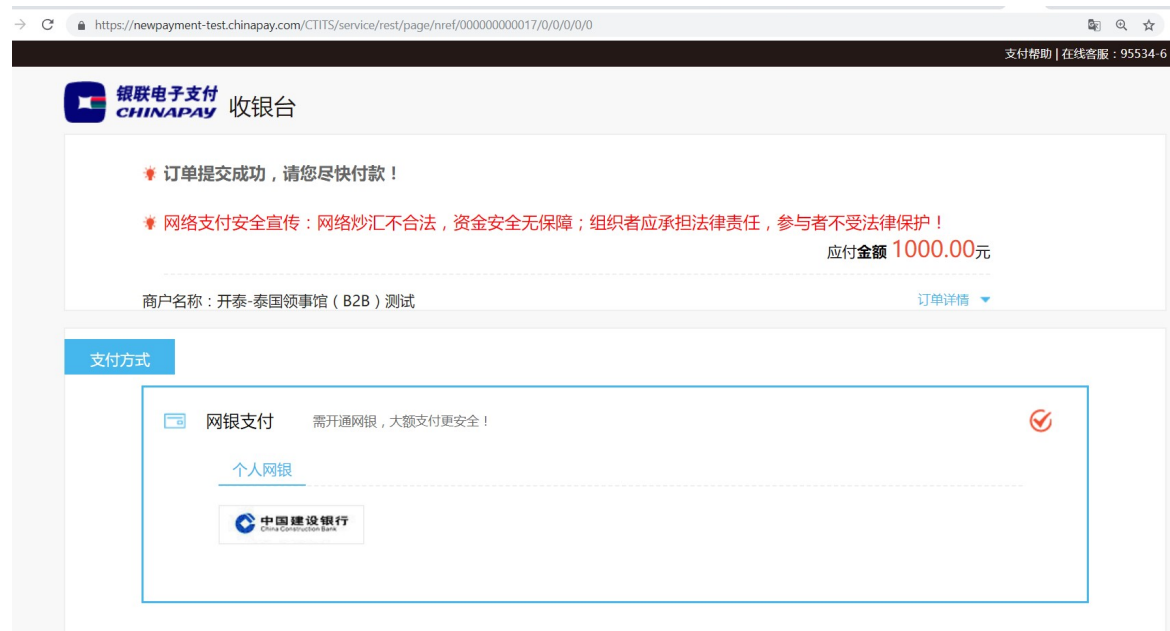 https://newpayment-test.chinapay.com/CTITS/service/rest/page/nref/000000000017/0/0/0/0/0
支付帮助 | 在线客服：95534-6
银联电子支付
CHINAPAY
收银台
订单提交成功，请您尽快付款！
网络支付安全宣传：网络炒汇不合法，资金安全无保障；组织者应承担法律责任，参与者不受法律保护！
应付金额 1000.00元
商户名称：开泰-泰国领事馆（B2B）测试 订单详情
支付方式
网银支付 需开通网银，大额支付更安全！
个人网银
中国建设银行
China Construction Bank